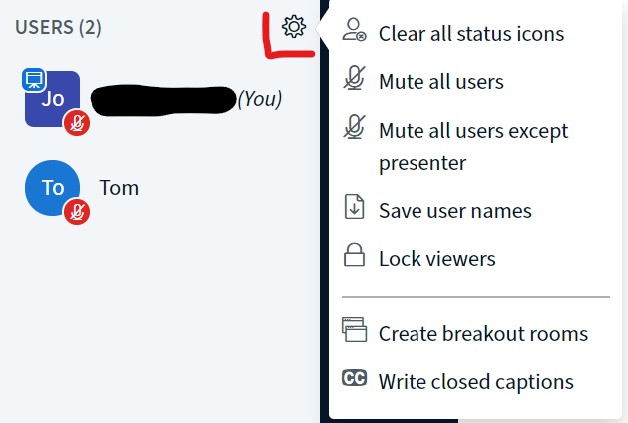 USERS (2)
Jo
(You)
To
Tom
Clear all status icons
Mute all users
Mute all users except
presenter
Save user names
Lock viewers
Create breakout rooms
CC
Write closed captions